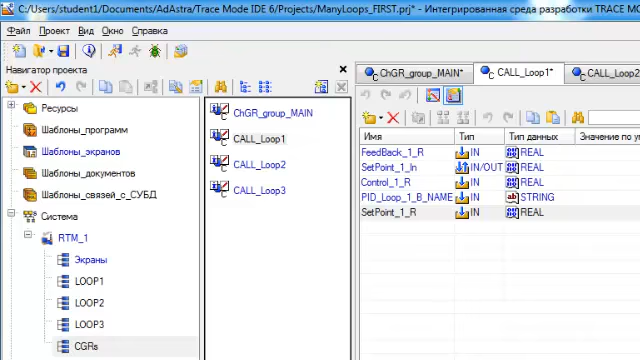 C:/Users/student1/Documents/AdAstra/Trace Mode IDE 6/Projects/ManyLoops_FIRST.prj* - Интегрированная среда разработки TRACE MO
Файл Проект Вид Окно Справка
Навигатор проекта
Ресурсы
Шаблоны_программ
Шаблоны_экранов
Шаблоны_документов
Шаблоны_связей_с_СУБД
Система
RTM_1
Экраны
LOOP1
LOOP2
LOOP3
CGRs
ChGR_group_MAIN
CALL_Loop1
CALL_Loop2
CALL_Loop3
ChGR_group_MAIN* CALL_Loop1* CALL_Loop2
Имя Тип Тип данных Значение по у
FeedBack_1_R IN REAL
SetPoint_1_In IN/OUT REAL
Control_1_R IN REAL
PID_Loop_1_B_NAME IN STRING
SetPoint_1_R IN REAL